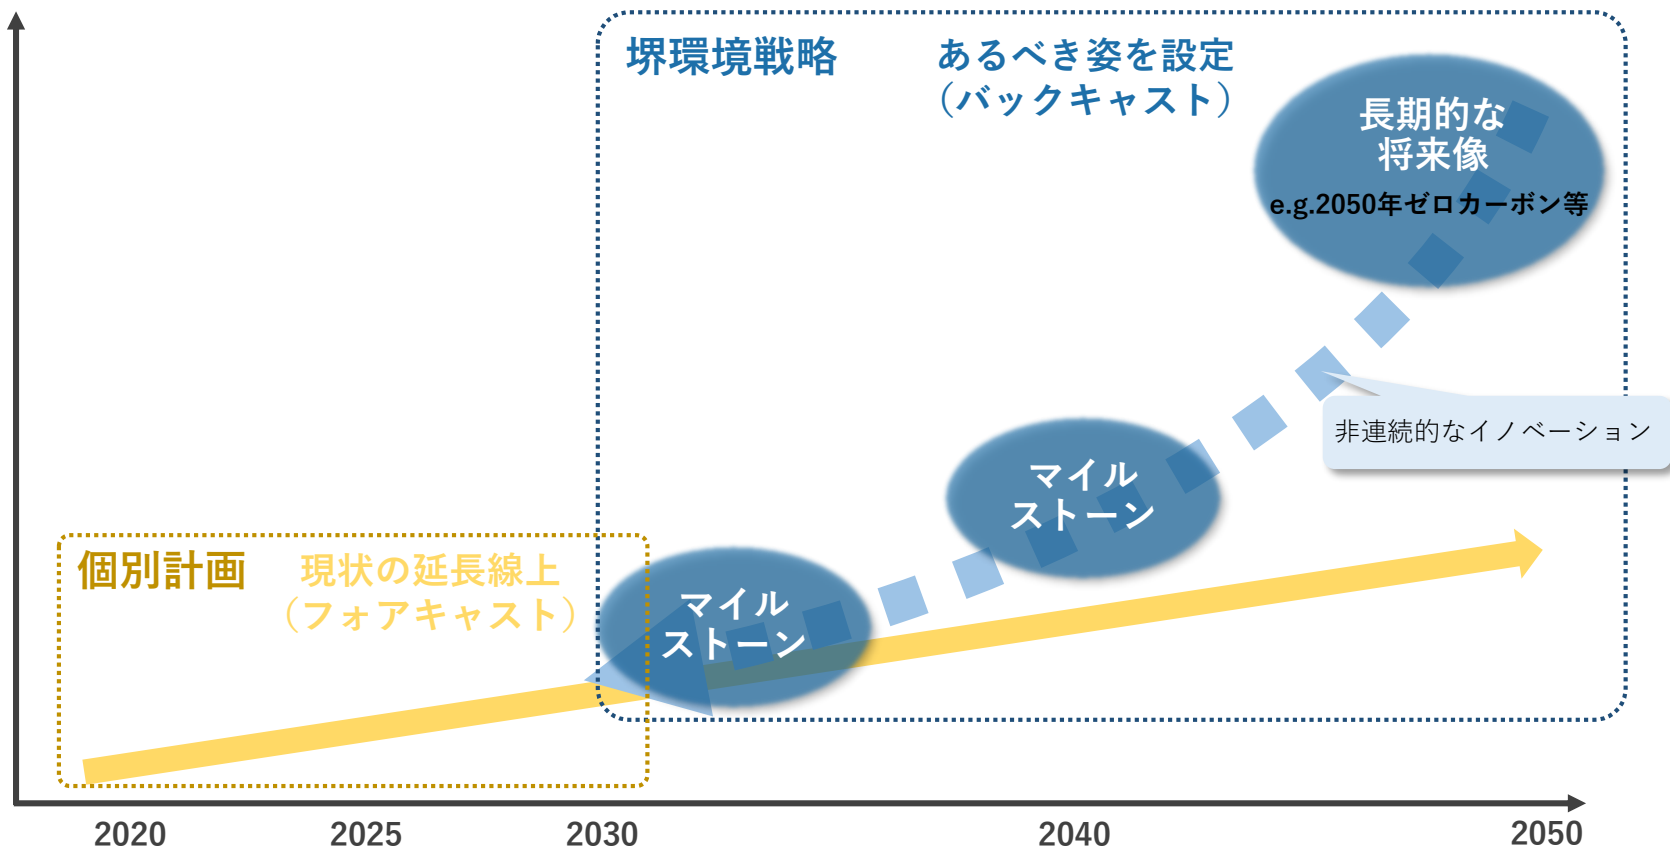 堺環境戦略
あるべき姿を設定
（バックキャスト）
長期的な
将来像
e.g.2050年ゼロカーボン等
非連続的なイノベーション
マイル
ストーン
個別計画
現状の延長線上
（フォアキャスト）
マイル
ストーン
2020
2025
2030
2040
2050